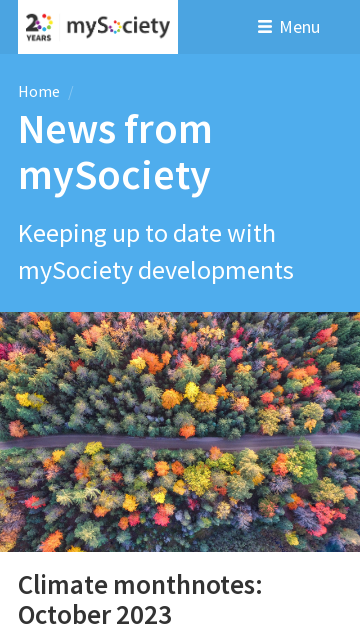 20 YEARS mySociety
Menu
Home /
News from
mySociety
Keeping up to date with
mySociety developments
Climate monthnotes:
October 2023